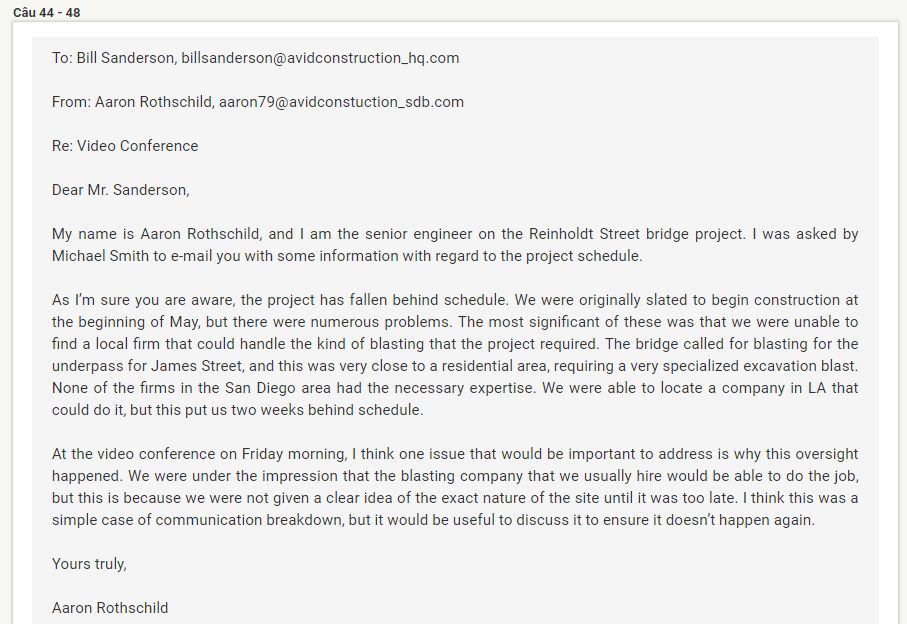 Câu 44 - 48
To: Bill Sanderson, billsanderson@avidconstruction_hq.com
From: Aaron Rothschild, aaron79@avidconstuction_sdb.com
Re: Video Conference
Dear Mr. Sanderson,
My name is Aaron Rothschild, and I am the senior engineer on the Reinholdt Street bridge project. I was asked by
Michael Smith to e-mail you with some information with regard to the project schedule.
As I’m sure you are aware, the project has fallen behind schedule. We were originally slated to begin construction at
the beginning of May, but there were numerous problems. The most significant of these was that we were unable to
find a local firm that could handle the kind of blasting that the project required. The bridge called for blasting for the
underpass for James Street, and this was very close to a residential area, requiring a very specialized excavation blast.
None of the firms in the San Diego area had the necessary expertise. We were able to locate a company in LA that
could do it, but this put us two weeks behind schedule.
At the video conference on Friday morning, I think one issue that would be important to address is why this oversight
happened. We were under the impression that the blasting company that we usually hire would be able to do the job,
but this is because we were not given a clear idea of the exact nature of the site until it was too late. I think this was a
simple case of communication breakdown, but it would be useful to discuss it to ensure it doesn’t happen again.
Yours truly,
Aaron Rothschild